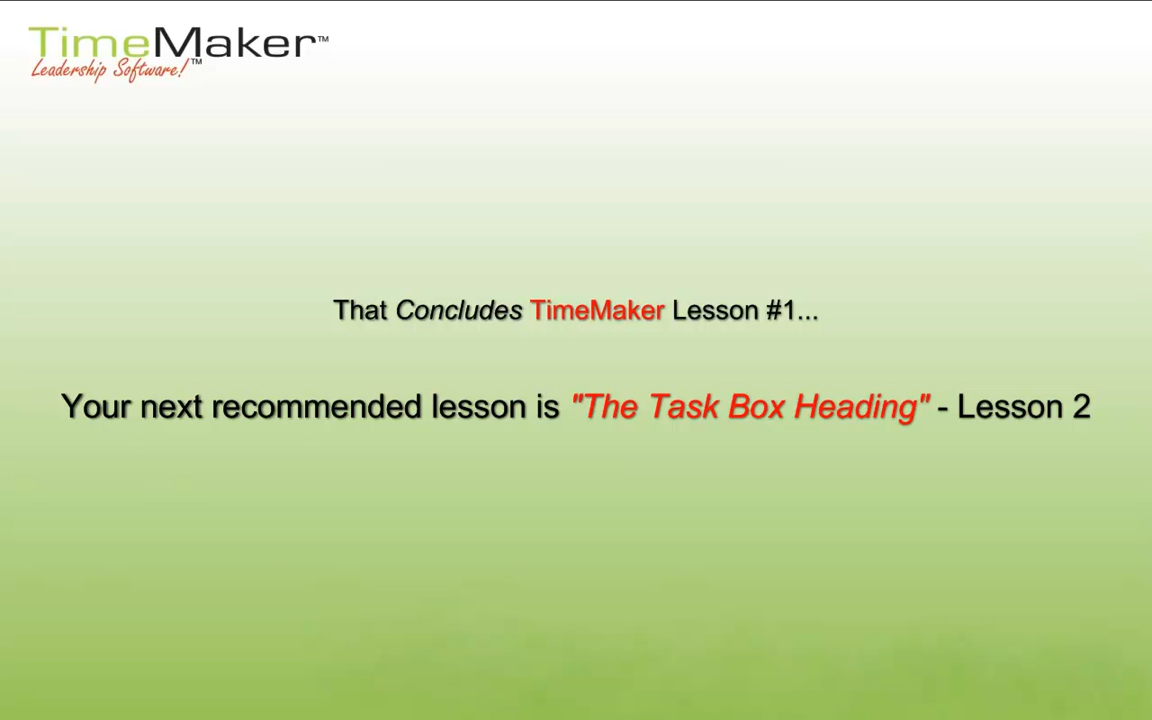 TimeMaker™
Leadership Software!™
That Concludes TimeMaker Lesson #1...
Your next recommended lesson is "The Task Box Heading" - Lesson 2